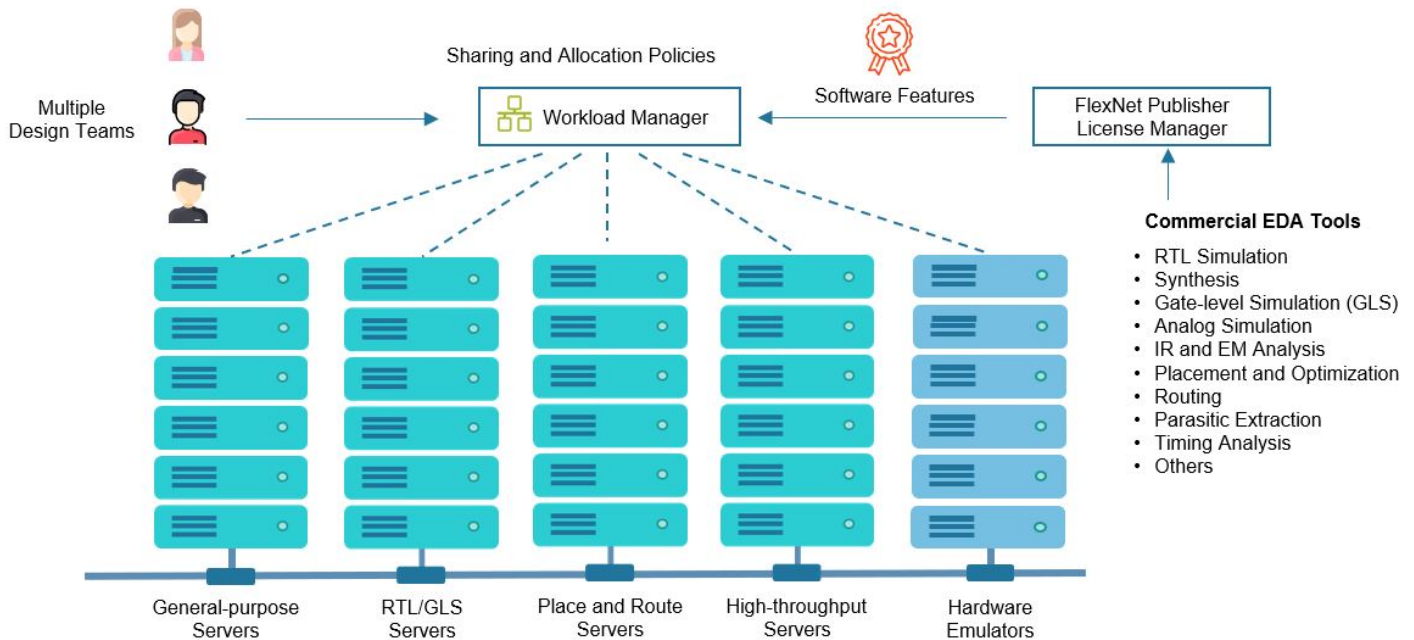 Sharing and Allocation Policies
Multiple
Design Teams
Workload Manager
Software Features
FlexNet Publisher
License Manager
Commercial EDA Tools
• RTL Simulation
• Synthesis
• Gate-level Simulation (GLS)
• Analog Simulation
• IR and EM Analysis
• Placement and Optimization
• Routing
• Parasitic Extraction
• Timing Analysis
• Others
General-purpose
Servers
RTL/GLS
Servers
Place and Route
Servers
High-throughput
Servers
Hardware
Emulators